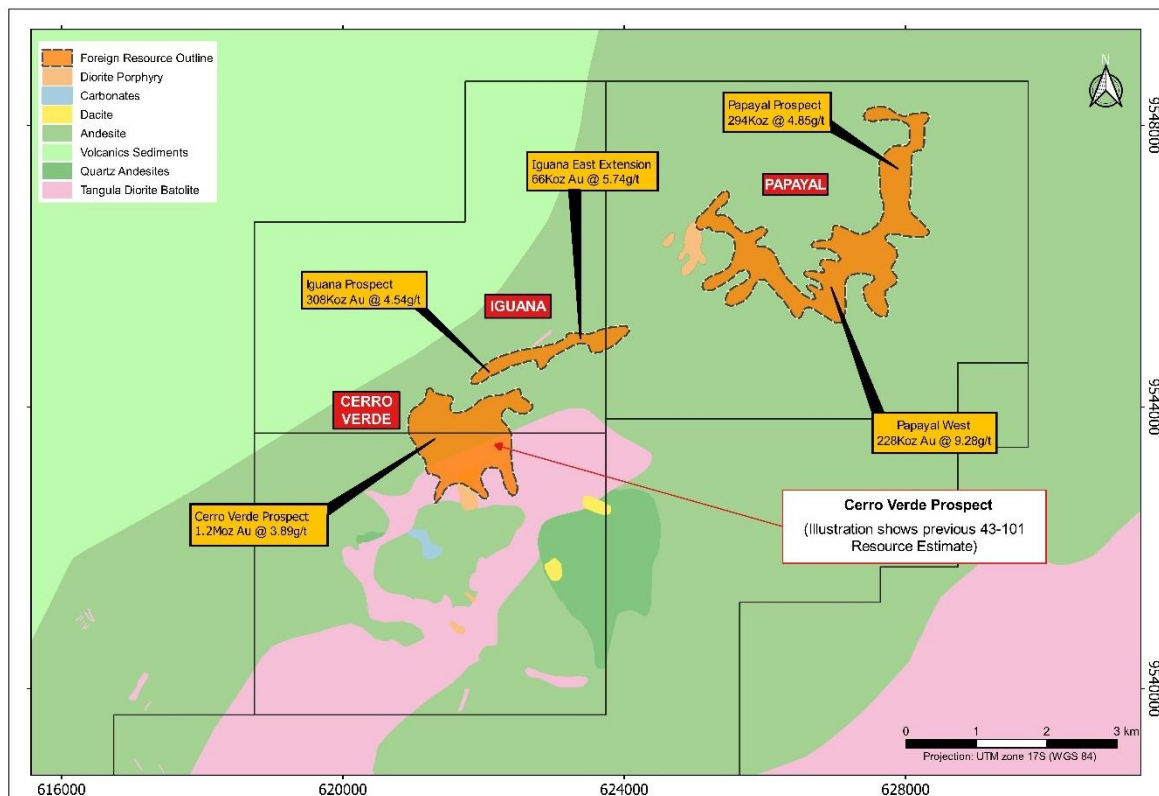 Foreign Resource Outline
Diorite Porphyry
Carbonates
Dacite
Andesite
Volcanics Sediments
Quartz Andesites
Tangula Diorite Batolite
N
Papayal Prospect
294Koz @ 4.85g/t
Iguana East Extension
66Koz Au @ 5.74g/t
PAPAYAL
Iguana Prospect
308Koz Au @ 4.54g/t
IGUANA
CERRO
VERDE
Papayal West
228Koz Au @ 9.28g/t
Cerro Verde Prospect
1.2Moz Au @ 3.89g/t
Cerro Verde Prospect
(Illustration shows previous 43-101
Resource Estimate)
9548000
9544000
9540000
0 1 2 3 km
Projection: UTM zone 17S (WGS 84)
616000 620000 624000 628000